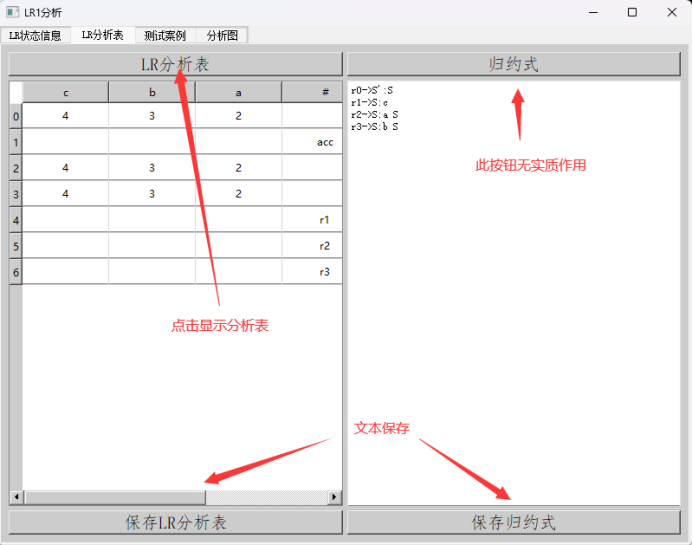 LR1分析
LR状态信息 LR分析表 测试案例 分析图
LR分析表 归约式
c b a #
0 4 3 2
1 acc
2 4 3 2
3 4 3 2
4 r1
5 r2
6 r3
r0->S':S
r1->S:c
r2->S:a S
r3->S:b S
此按钮无实质作用
点击显示分析表
文本保存
保存LR分析表 保存归约式